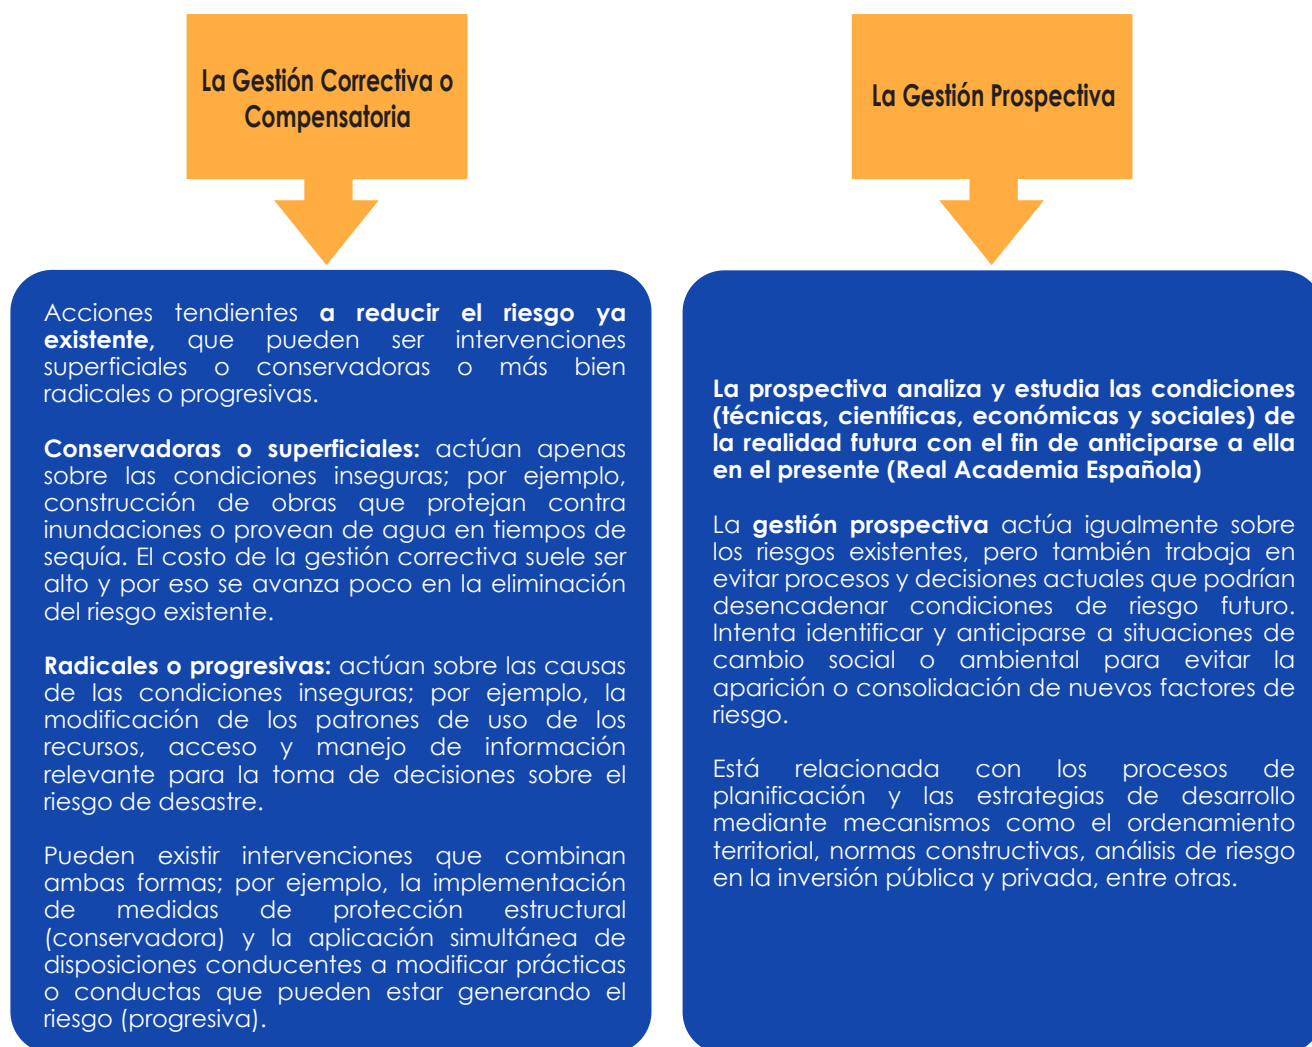 La Gestión Correctiva o
Compensatoria
Acciones tendientes a reducir el riesgo ya
existente, que pueden ser intervenciones
superficiales o conservadoras o más bien
radicales o progresivas.
Conservadoras o superficiales: actúan apenas
sobre las condiciones inseguras; por ejemplo,
construcción de obras que protejan contra
inundaciones o provean de agua en tiempos de
sequía. El costo de la gestión correctiva suele ser
alto y por eso se avanza poco en la eliminación
del riesgo existente.
Radicales o progresivas: actúan sobre las causas
de las condiciones inseguras; por ejemplo, la
modificación de los patrones de uso de los
recursos, acceso y manejo de información
relevante para la toma de decisiones sobre el
riesgo de desastre.
Pueden existir intervenciones que combinan
ambas formas; por ejemplo, la implementación
de medidas de protección estructural
(conservadora) y la aplicación simultánea de
disposiciones conducentes a modificar prácticas
o conductas que pueden estar generando el
riesgo (progresiva).
La Gestión Prospectiva
La prospectiva analiza y estudia las condiciones
(técnicas, científicas, económicas y sociales) de
la realidad futura con el fin de anticiparse a ella
en el presente (Real Academia Española)
La gestión prospectiva actúa igualmente sobre
los riesgos existentes, pero también trabaja en
evitar procesos y decisiones actuales que podrían
desencadenar condiciones de riesgo futuro.
Intenta identificar y anticiparse a situaciones de
cambio social o ambiental para evitar la
aparición o consolidación de nuevos factores de
riesgo.
Está relacionada con los procesos de
planificación y las estrategias de desarrollo
mediante mecanismos como el ordenamiento
territorial, normas constructivas, análisis de riesgo
en la inversión pública y privada, entre otras.